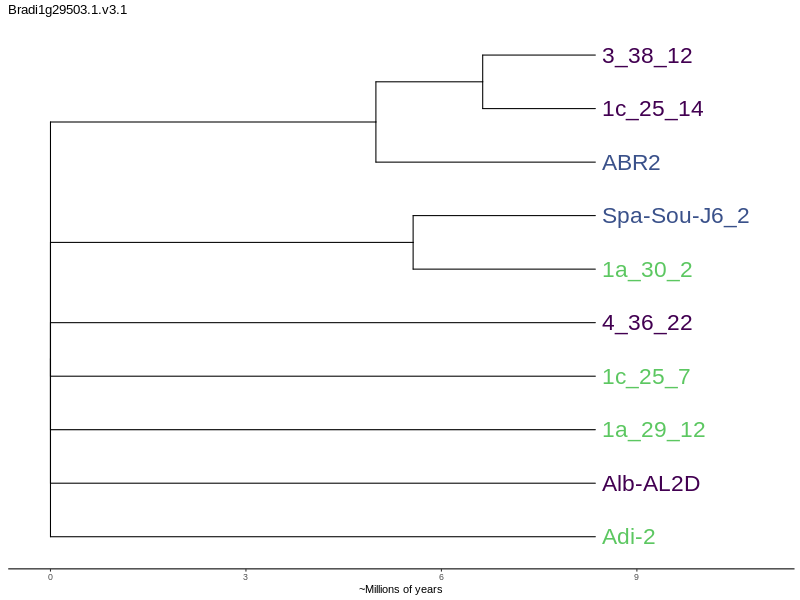 Bradi1g29503.1.v3.1
3_38_12
1c_25_14
ABR2
Spa-Sou-J6_2
1a_30_2
4_36_22
1c_25_7
1a_29_12
Alb-AL2D
Adi-2
0 3 6 9
~Millions of years